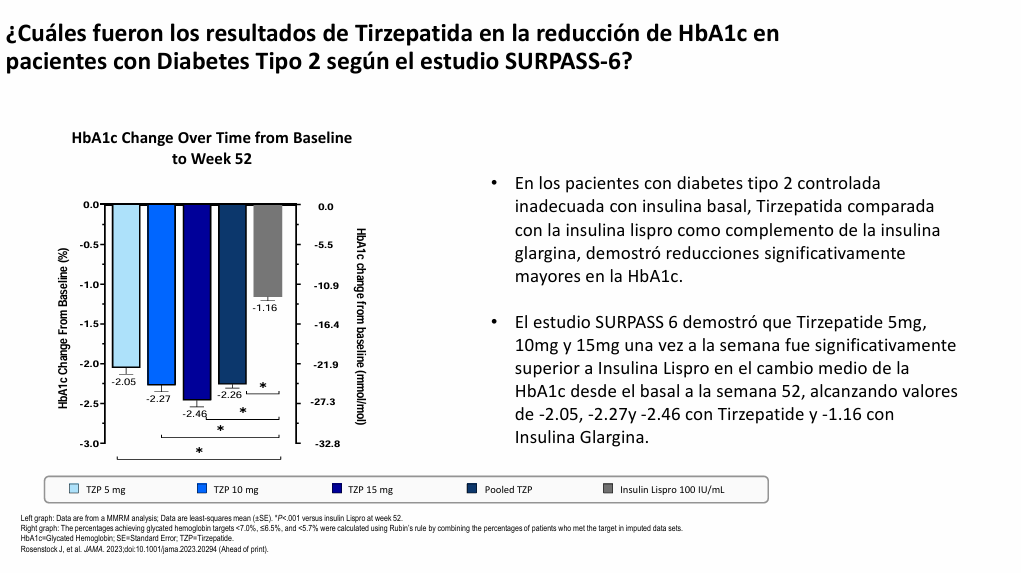 ¿Cuáles fueron los resultados de Tirzepatida en la reducción de HbA1c en
pacientes con Diabetes Tipo 2 según el estudio SURPASS-6?
HbA1c Change Over Time from Baseline
to Week 52
HbA1c Change From Baseline (%)
0.0
-0.5
-1.0
-1.5
-2.0
-2.5
-3.0
-2.05
-2.27
-2.46
-2.26
-1.16
*
*
*
*
0.0
-5.5
-10.9
-16.4
-21.9
-27.3
-32.8
HbA1c change from baseline (mmol/mol)
• En los pacientes con diabetes tipo 2 controlada
inadecuada con insulina basal, Tirzepatida comparada
con la insulina lispro como complemento de la insulina
glargina, demostró reducciones significativamente
mayores en la HbA1c.
• El estudio SURPASS 6 demostró que Tirzepatide 5mg,
10mg y 15mg una vez a la semana fue significativamente
superior a Insulina Lispro en el cambio medio de la
HbA1c desde el basal a la semana 52, alcanzando valores
de -2.05, -2.27y -2.46 con Tirzepatide y -1.16 con
Insulina Glargina.
TZP 5 mg TZP 10 mg TZP 15 mg Pooled TZP Insulin Lispro 100 IU/mL
Left graph: Data are from a MMRM analysis; Data are least-squares mean (±SE). *P<.001 versus insulin Lispro at week 52.
Right graph: The percentages achieving glycated hemoglobin targets <7.0%, ≤6.5%, and <5.7% were calculated using Rubin's rule by combining the percentages of patients who met the target in imputed data sets.
HbA1c=Glycated Hemoglobin; SE=Standard Error; TZP=Tirzepatide.
Rosenstock J, et al. JAMA. 2023;doi:10.1001/jama.2023.20294 (Ahead of print).